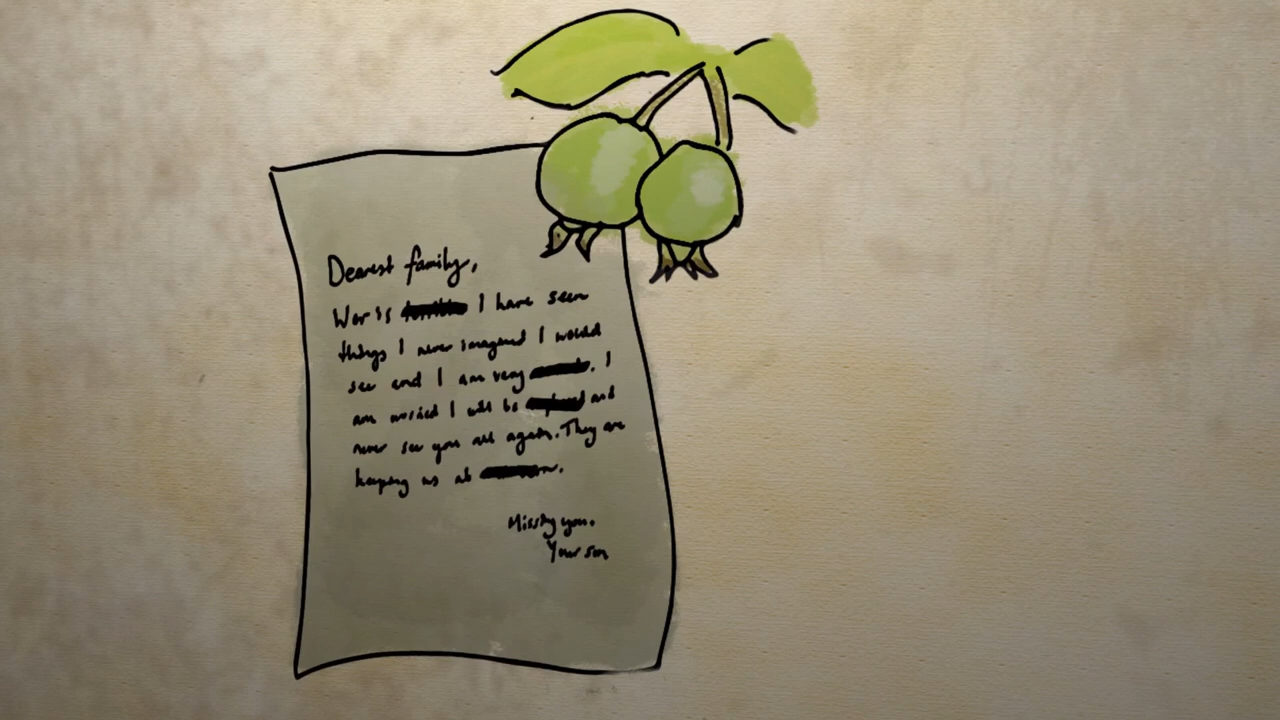 Dearest family,
War is I have seen
things I never imagined I would
see and I am very . I
am worried I will be and
never see you all again. They are
keeping us at .
Missing you.
Your son